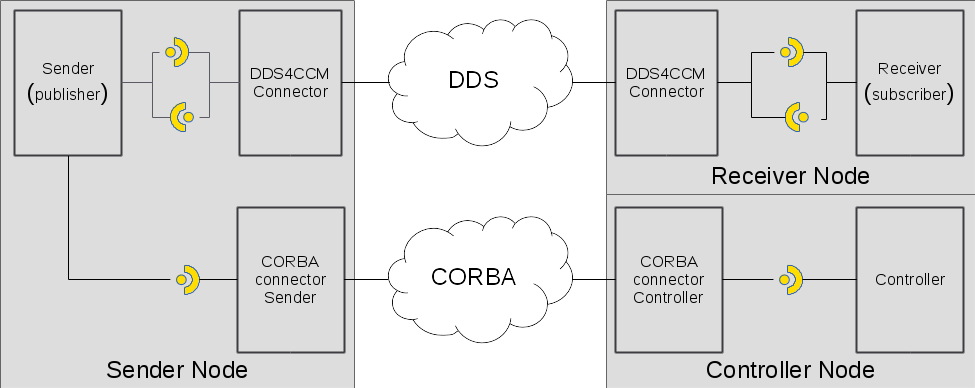 Sender
(publisher)
DDS4CCM
Connector
DDS
DDS4CCM
Connector
Receiver
(subscriber)
Receiver Node
CORBA
connector
Sender
CORBA
CORBA
connector
Controller
Controller
Sender Node
Controller Node